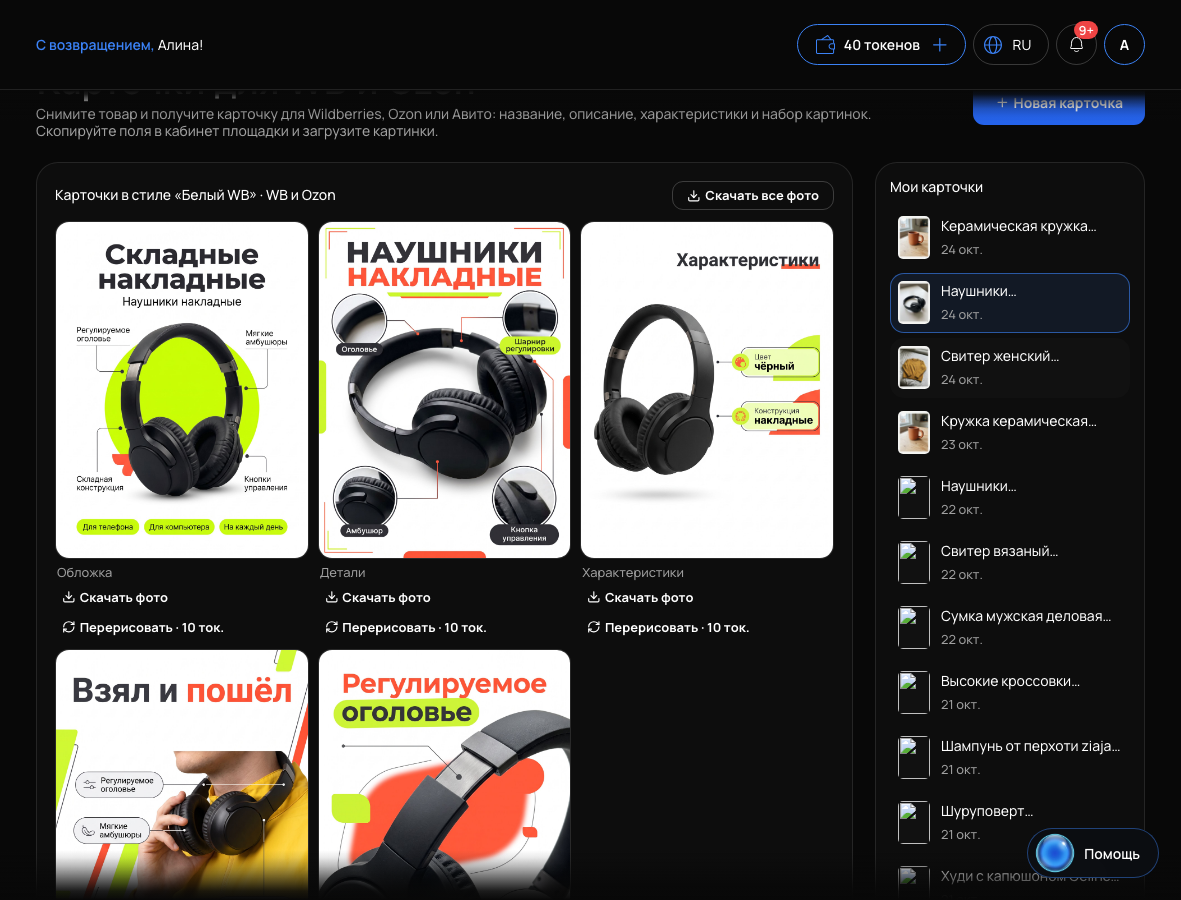 С возвращением, Алина!
40 токенов
RU
9+
A
Карточки для WB и Ozon
Снимите товар и получите карточку для Wildberries, Ozon или Авито: название, описание, характеристики и набор картинок.
Скопируйте поля в кабинет площадки и загрузите картинки.
+ Новая карточка
Карточки в стиле «Белый WB» · WB и Ozon
Скачать все фото
Складные
накладные
Наушники накладные
Регулируемое
оголовье
Мягкие
амбушюры
Складная
конструкция
Кнопки
управления
Для телефона
Для компьютера
На каждый день
Обложка
Скачать фото
Перерисовать · 10 ток.
НАУШНИКИ
НАКЛАДНЫЕ
Оголовье
Шарнир
регулировки
Амбушюр
Кнопка
управления
Детали
Скачать фото
Перерисовать · 10 ток.
Характеристики
Цвет
чёрный
Конструкция
накладные
Характеристики
Скачать фото
Перерисовать · 10 ток.
Взял и пошёл
Регулируемое
оголовье
Мягкие
амбушюры
Регулируемое
оголовье
Мои карточки
Керамическая кружка...
24 окт.
Наушники...
24 окт.
Свитер женский...
24 окт.
Кружка керамическая...
23 окт.
Наушники...
22 окт.
Свитер вязаный...
22 окт.
Сумка мужская деловая...
22 окт.
Высокие кроссовки...
21 окт.
Шампунь от перхоти ziaja...
21 окт.
Шуруповерт...
21 окт.
Худи с капюшоном Celine...
Помощь